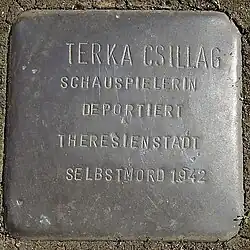 TERKA CSILLAG
SCHAUSPIELERIN
DEPORTIERT
THERESIENSTADT
SELBSTMORD 1942